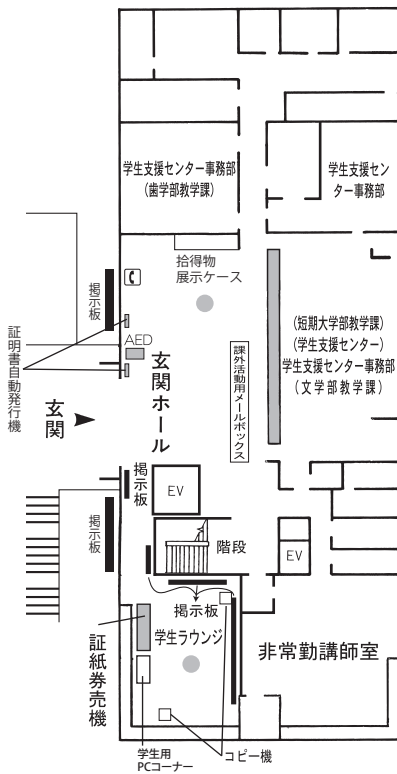 学生支援センター事務部
(歯学部教学課)
学生支援セン
ター事務部
拾得物
展示ケース
掲示板
AED
証明書自動発行機
玄関
玄関ホール
課外活動用メールボックス
(短期大学部教学課)
(学生支援センター)
学生支援センター事務部
(文学部教学課)
掲示板
掲示板
EV
階段
EV
掲示板
学生ラウンジ
証紙券売機
非常勤講師室
学生用
PCコーナー
コピー機